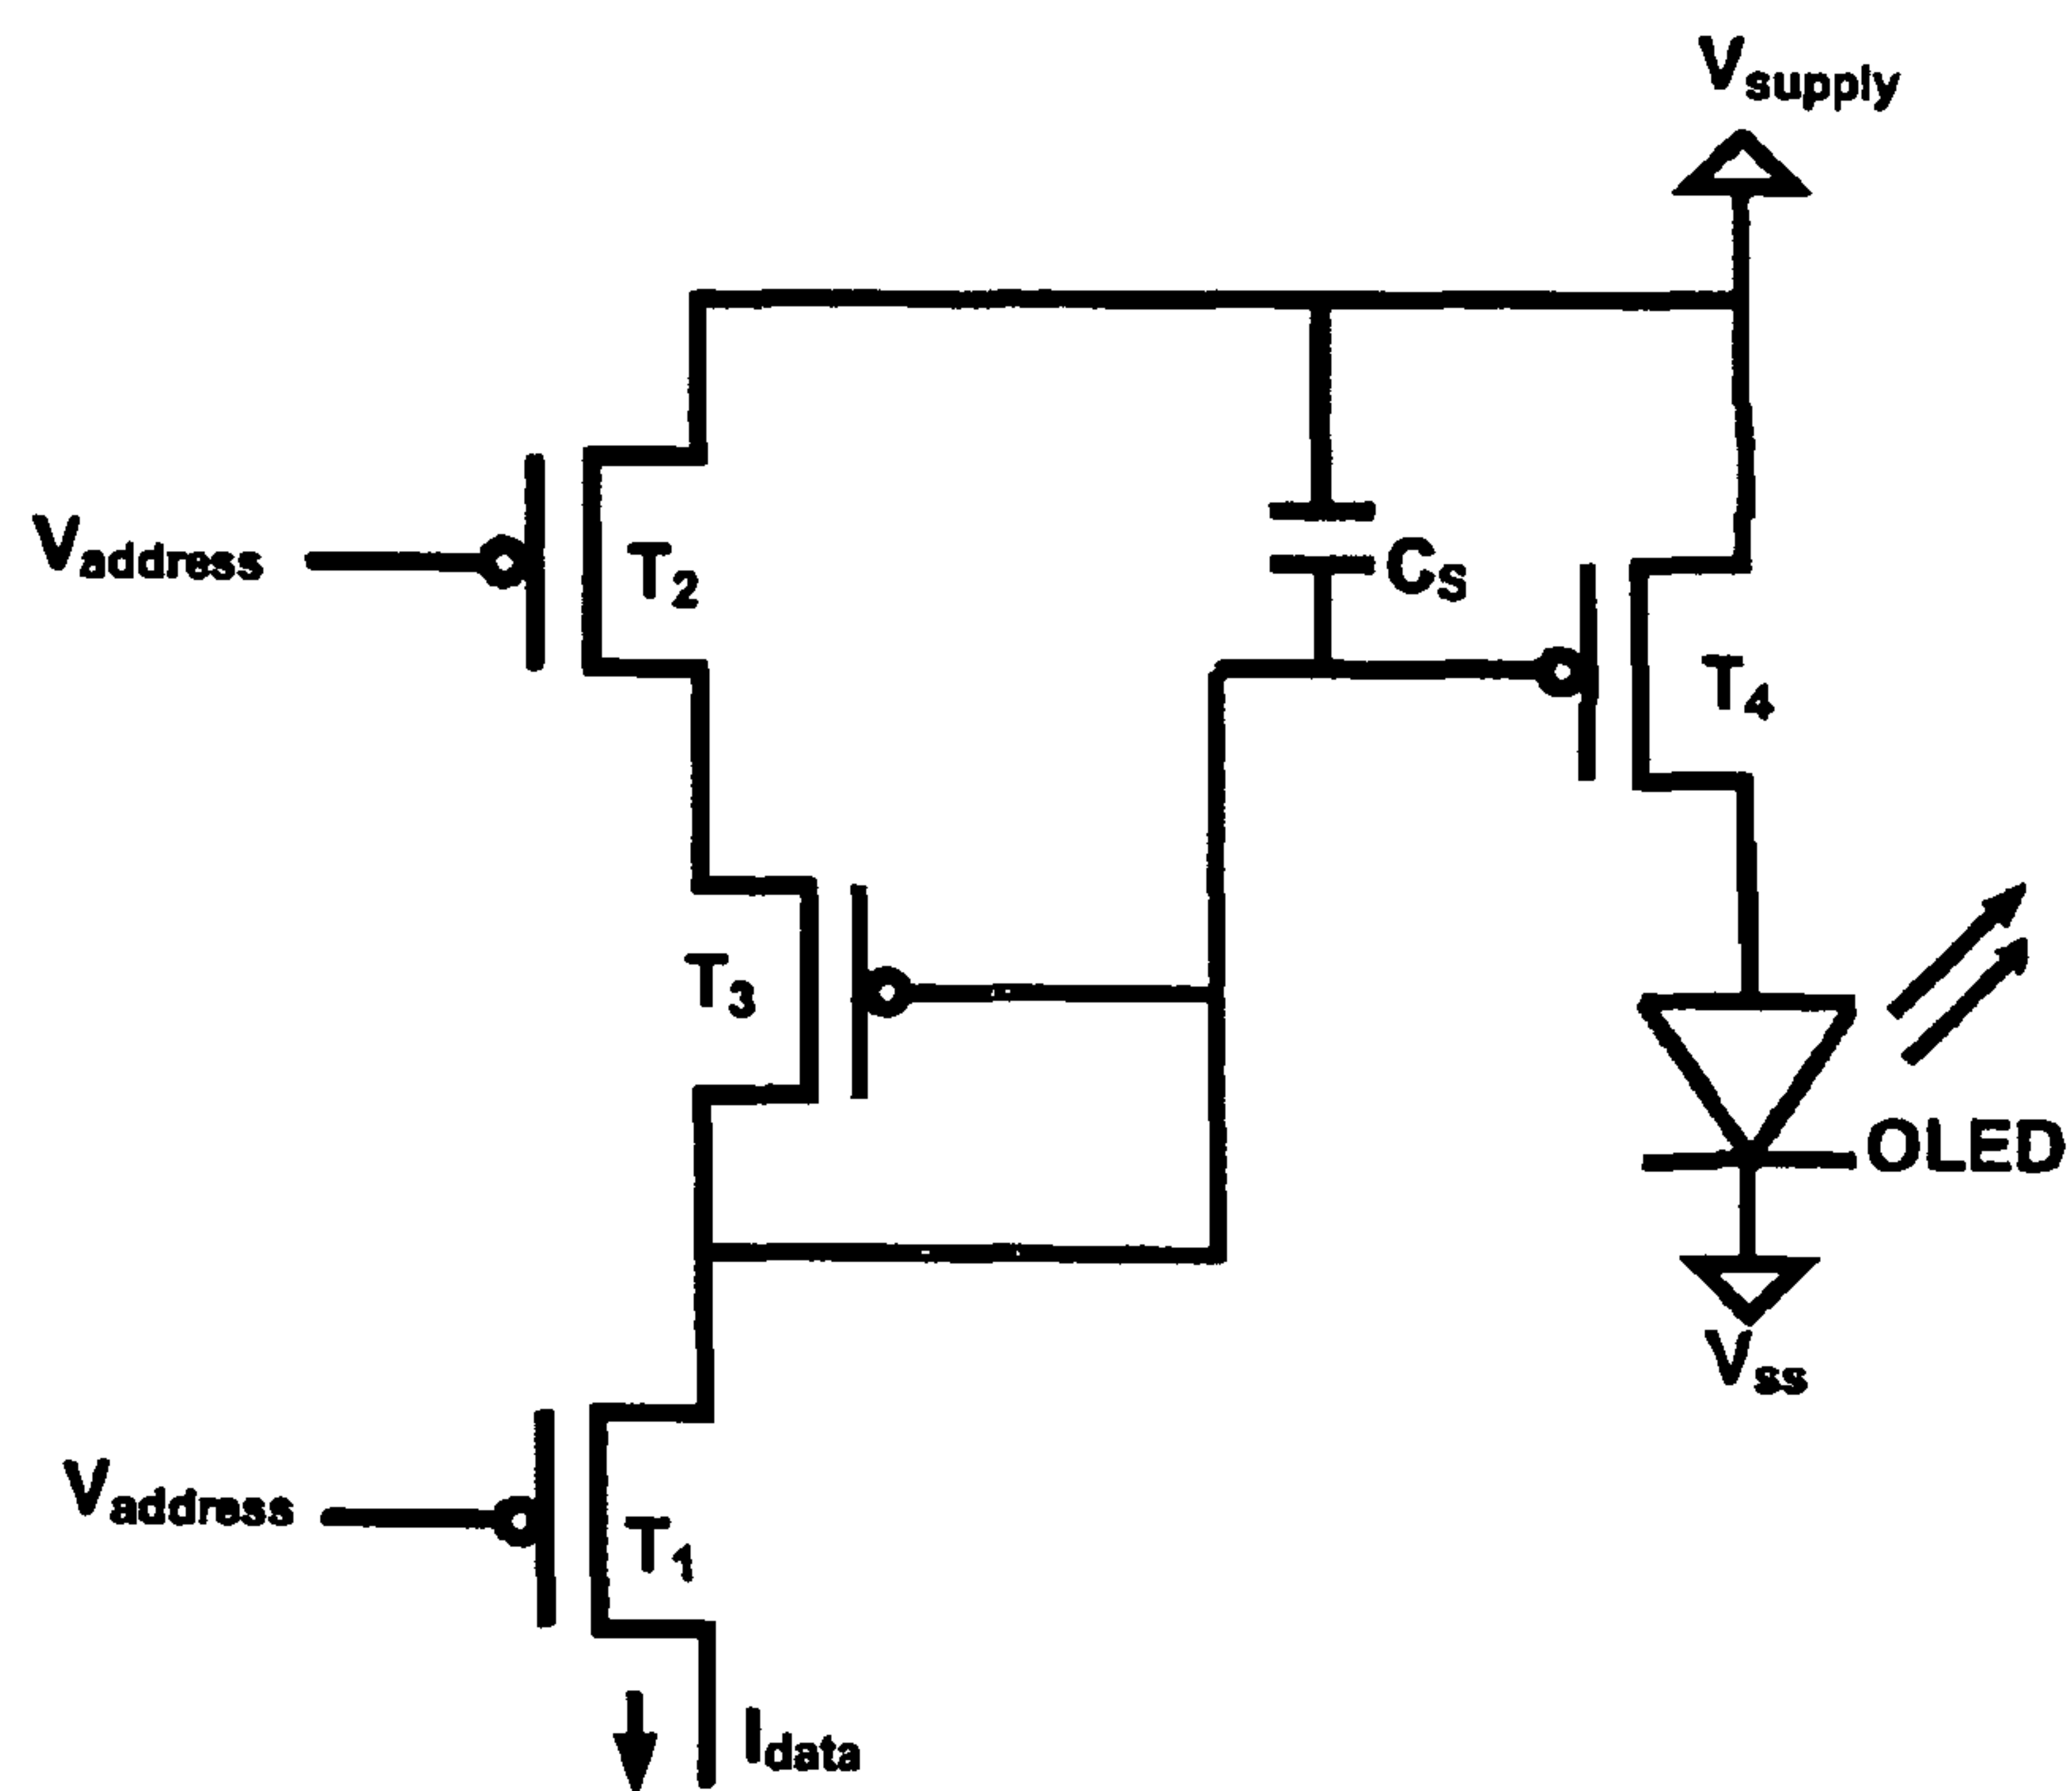 Vsupply
Vaddress
T2
CS
T4
T3
OLED
Vss
Vaddress
T1
Idata